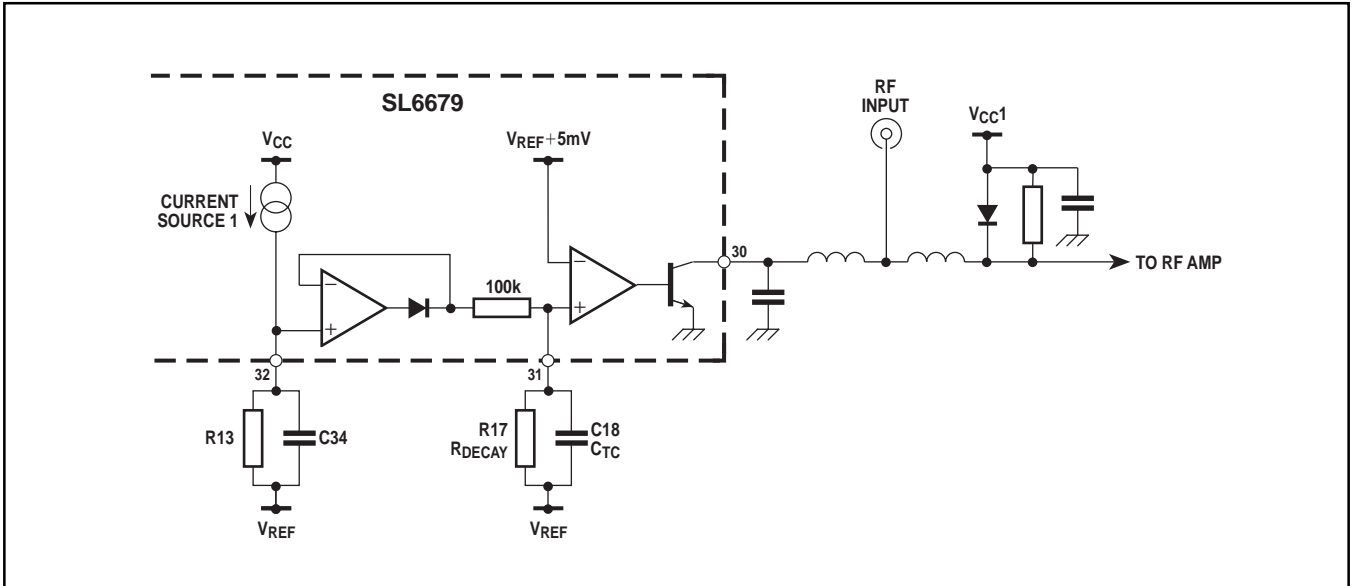 SL6679
VCC
CURRENT
SOURCE 1
VREF+5mV
100k
30
RF
INPUT
VCC1
TO RF AMP
32
31
R13
C34
VREF
R17
RDECAY
C18
CTC
VREF